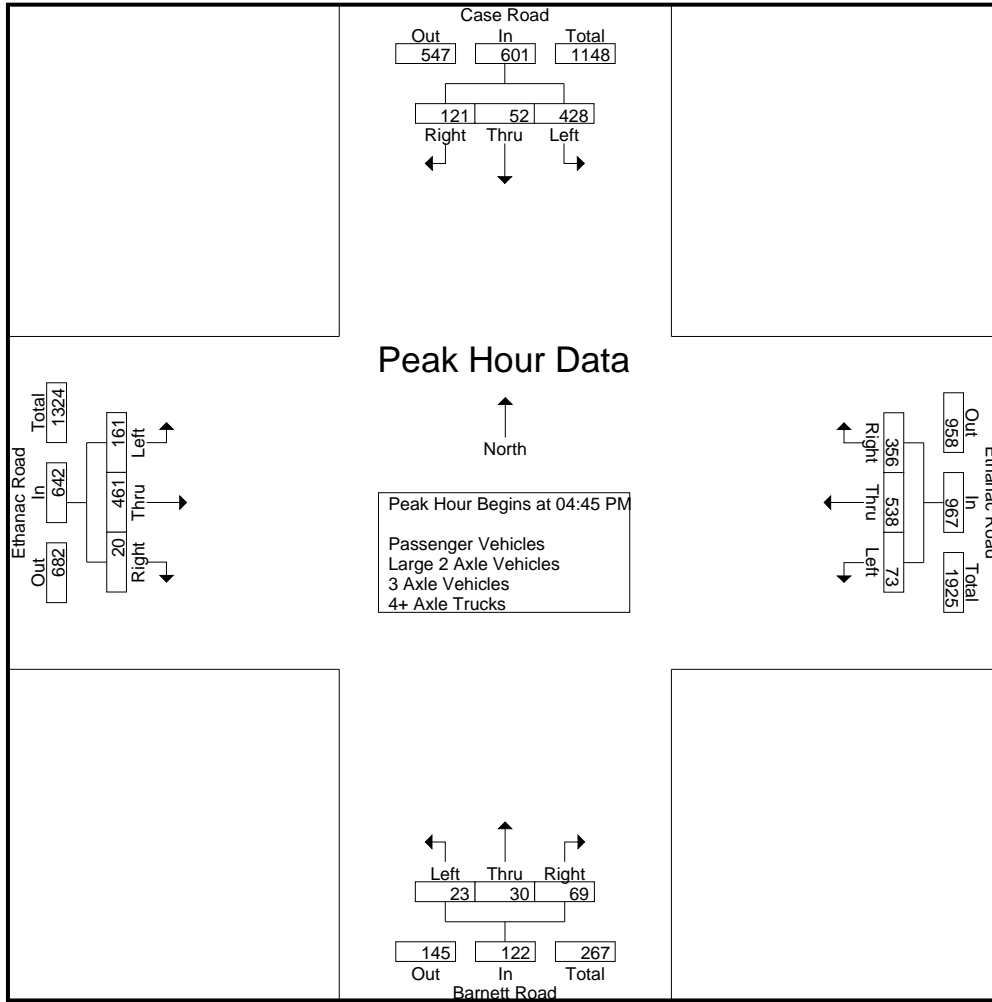 Case Road
Out In Total
547 601 1148
121 52 428
Right Thru Left
Peak Hour Data
North
Peak Hour Begins at 04:45 PM
Passenger Vehicles
Large 2 Axle Vehicles
3 Axle Vehicles
4+ Axle Trucks
Ethanac Road
Out In Total
682 642 1324
Left Thru Right
161 461 20
Ethanac Road
Out In Total
958 967 1925
Right Thru Left
356 538 73
Left Thru Right
23 30 69
145 122 267
Out In Total
Barnett Road